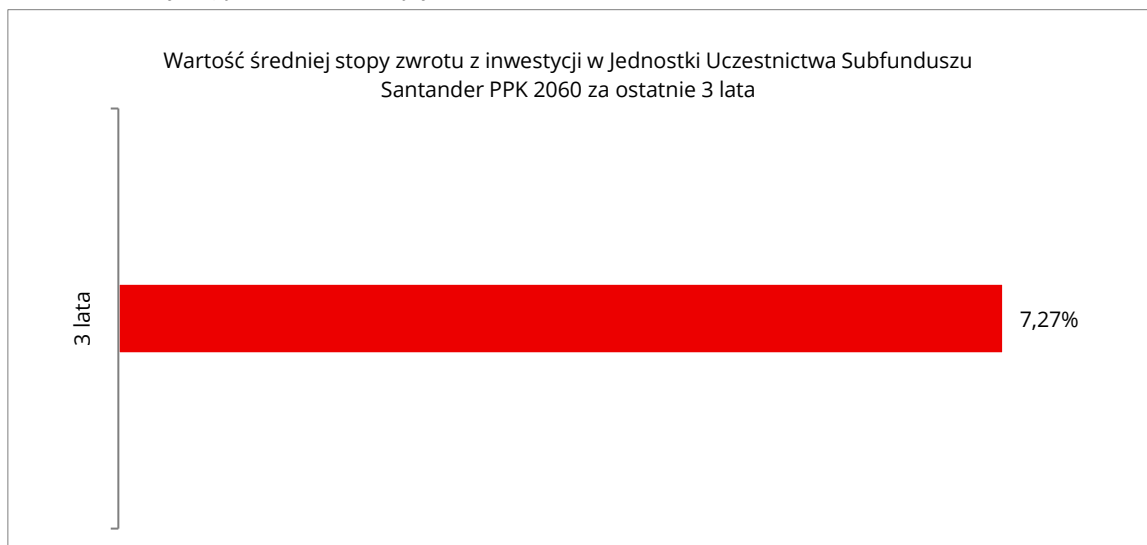 Wartość średniej stopy zwrotu z inwestycji w Jednostki Uczestnictwa Subfunduszu
Santander PPK 2060 za ostatnie 3 lata
3 lata
7,27%